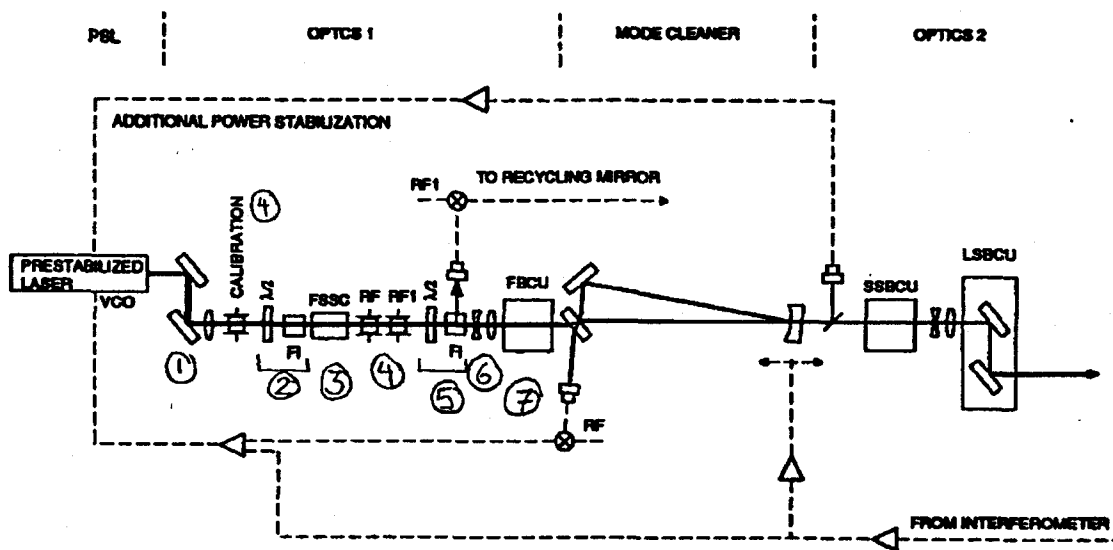 PSL
OPTCS 1
MODE CLEANER
OPTICS 2
ADDITIONAL POWER STABILIZATION
RF1
TO RECYCLING MIRROR
CALIBRATION
4
PRESTABILIZED
LASER
VCO
λ/2
FI
FSSC
RF
RF1
λ/2
FI
FBCU
SSBCU
LSBCU
1
2
3
4
5
6
7
RF
FROM INTERFEROMETER